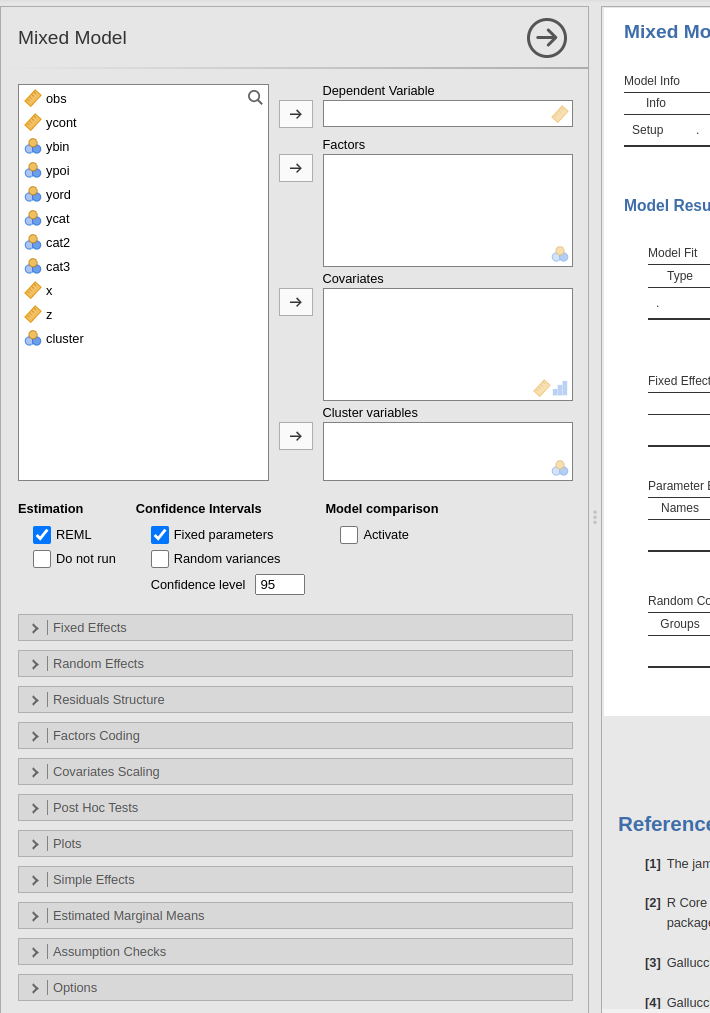 Mixed Model
obs
ycont
ybin
ypoi
yord
ycat
cat2
cat3
x
z
cluster
Dependent Variable
Factors
Covariates
Cluster variables
Estimation
REML
Do not run
Confidence Intervals
Fixed parameters
Random variances
Confidence level 95
Model comparison
Activate
Fixed Effects
Random Effects
Residuals Structure
Factors Coding
Covariates Scaling
Post Hoc Tests
Plots
Simple Effects
Estimated Marginal Means
Assumption Checks
Options
Mixed Mo
Model Info
Info
Setup .
Model Resu
Model Fit
Type
.
Fixed Effect
Parameter E
Names
Random Co
Groups
Reference
[1] The jam
[2] R Core
package
[3] Gallucc
[4] Gallucc